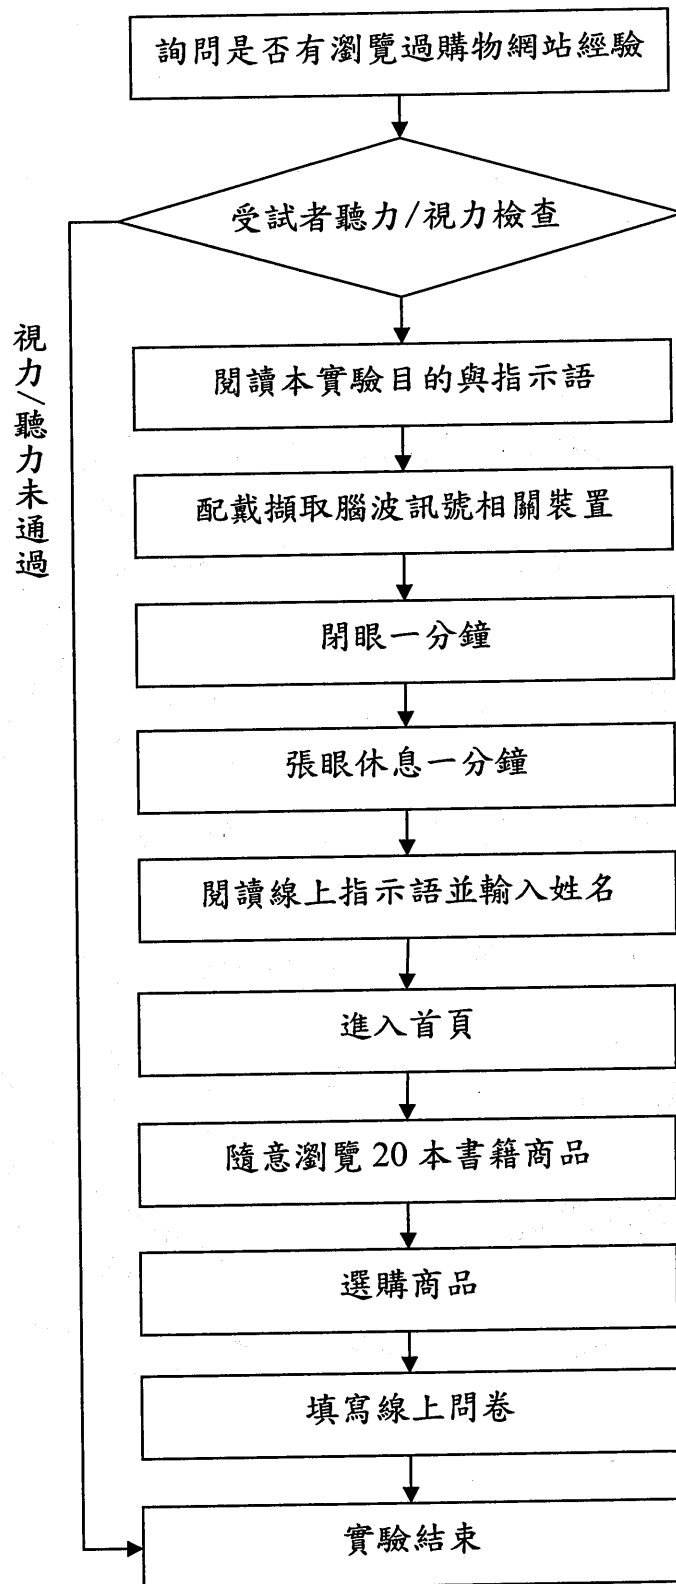 詢問是否有瀏覽過購物網站經驗
受試者聽力/視力檢查
視力/聽力未通過
閱讀本實驗目的與指示語
配戴擷取腦波訊號相關裝置
閉眼一分鐘
張眼休息一分鐘
閱讀線上指示語並輸入姓名
進入首頁
隨意瀏覽 20 本書籍商品
選購商品
填寫線上問卷
實驗結束